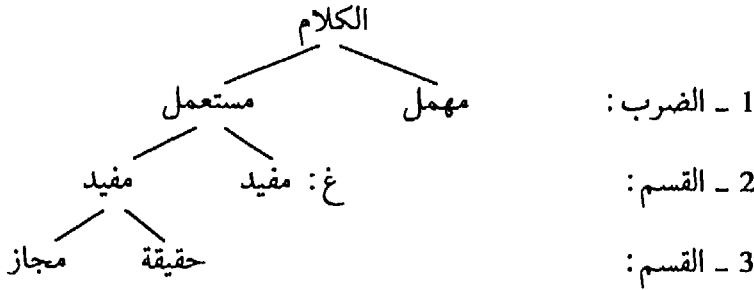 الكلام
1 - الضرب: مهمل مستعمل
2 - القسم: غ: مفيد مفيد
3 - القسم: حقيقة مجاز